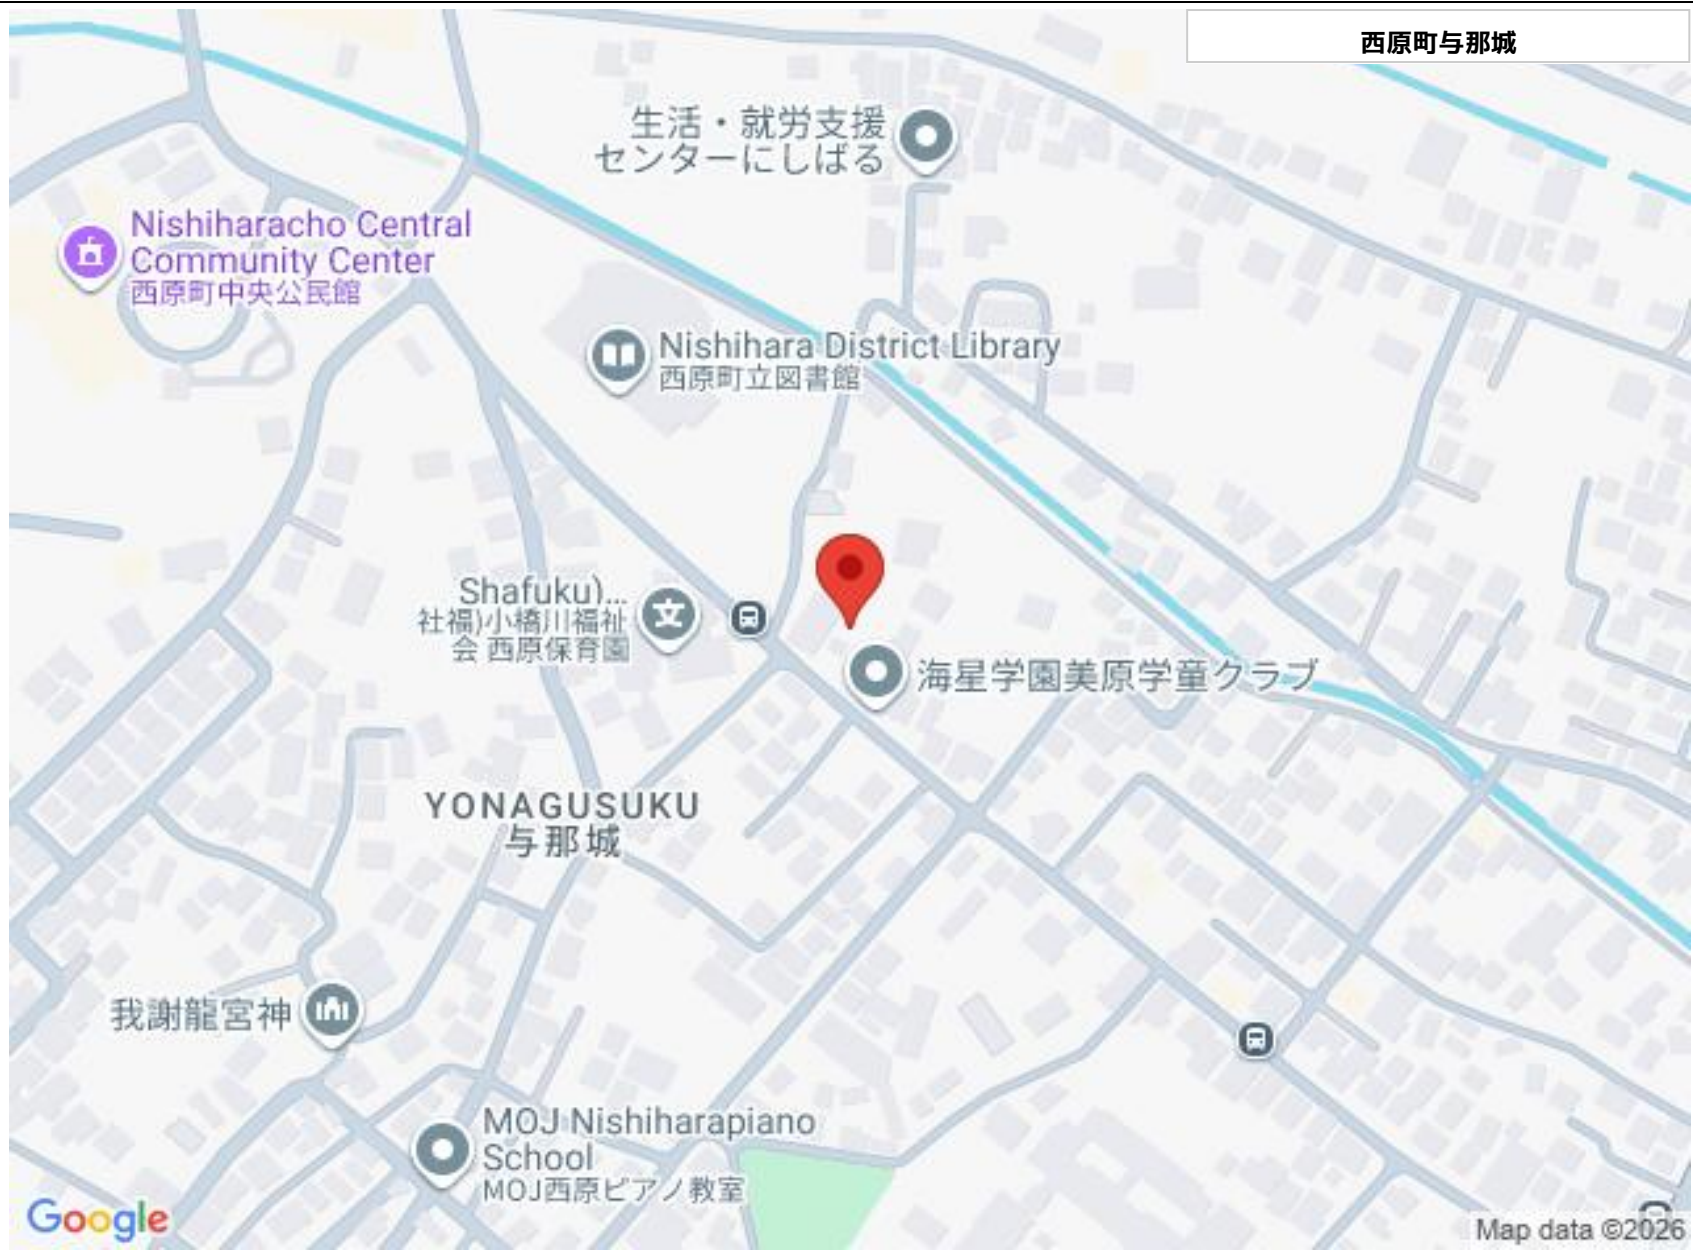 西原町与那城
生活・就労支援
センターにしばる
Nishiharacho Central
Community Center
西原町中央公民館
Nishihara District Library
西原町立図書館
Shafuku)...
社福)小橋川福祉
会 西原保育園
海星学園美原学童クラブ
YONAGUSUKU
与那城
我謝龍宮神
MOJ Nishiharapiano
School
MOJ西原ピアノ教室
Google
Map data ©2026